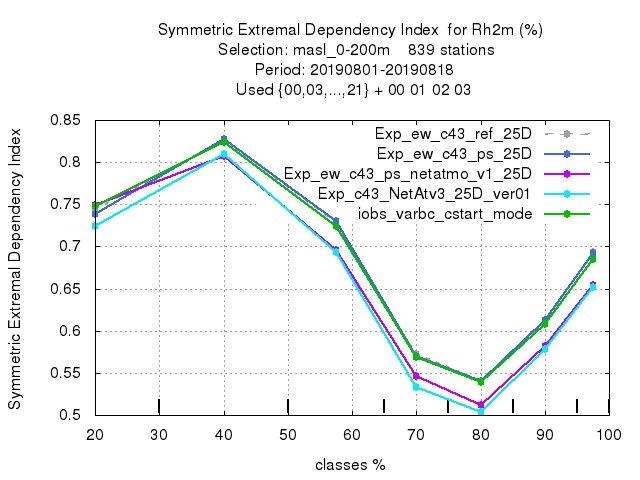 Symmetric Extremal Dependency Index  for Rh2m (%)
Selection: masl_0-200m    839 stations
Period: 20190801-20190818
Used {00,03,...,21} + 00 01 02 03
Exp_ew_c43_ref_25D
Exp_ew_c43_ps_25D
Exp_ew_c43_ps_netatmo_v1_25D
Exp_c43_NetAtv3_25D_ver01
iobs_varbc_cstart_mode
Symmetric Extremal Dependency Index
0.85
0.8
0.75
0.7
0.65
0.6
0.55
0.5
20 30 40 50 60 70 80 90 100
classes %